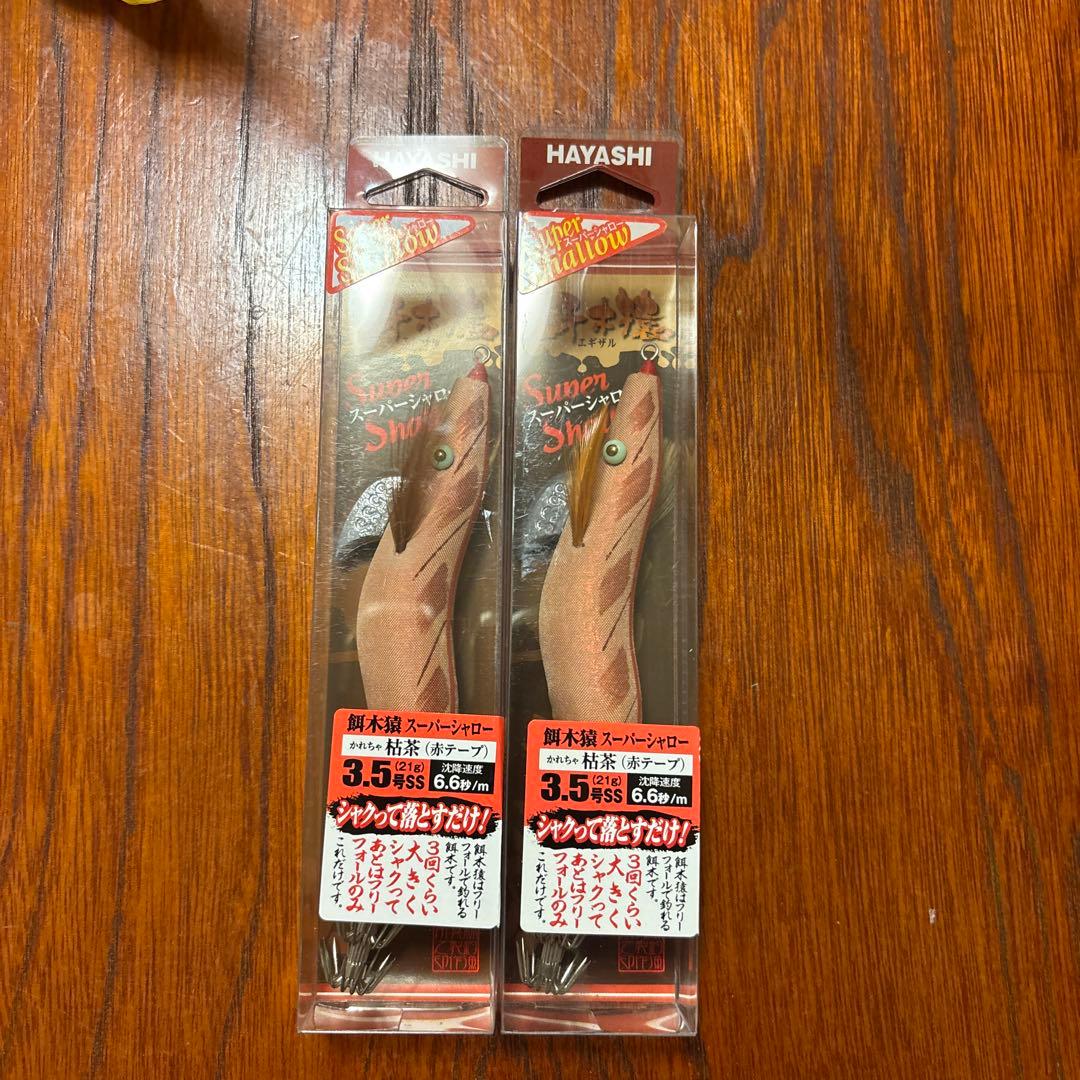 HAYASHI
Super
スーパーシャロー
Shallow
スーパーシャロ
餌木猿 スーパーシャロー
かれちゃ 枯茶 (赤テープ)
3.5号SS (21g) 沈降速度 6.6秒/m
シャクって落とすだけ!
餌木猿はフリー
フォールで釣れる
餌木です。
3回くらい
大きく
シャクって
あとはフリー
フォールのみ
これだけです。
HAYASHI
Super
スーパーシャロー
Shallow
餌木猿
エギザル
Super
スーパーシャロ
餌木猿 スーパーシャロー
かれちゃ 枯茶 (赤テープ)
3.5号SS (21g) 沈降速度 6.6秒/m
シャクって落とすだけ!
餌木猿はフリー
フォールで釣れる
餌木です。
3回くらい
大きく
シャクって
あとはフリー
フォールのみ
これだけです。